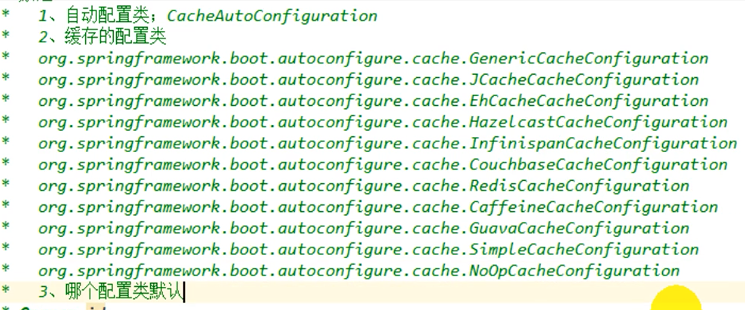 * 1、自动配置类；CacheAutoConfiguration
* 2、缓存的配置类
* org.springframework.boot.autoconfigure.cache.GenericCacheConfiguration
* org.springframework.boot.autoconfigure.cache.JCacheCacheConfiguration
* org.springframework.boot.autoconfigure.cache.EhCacheCacheConfiguration
* org.springframework.boot.autoconfigure.cache.HazelcastCacheConfiguration
* org.springframework.boot.autoconfigure.cache.InfinispanCacheConfiguration
* org.springframework.boot.autoconfigure.cache.CouchbaseCacheConfiguration
* org.springframework.boot.autoconfigure.cache.RedisCacheConfiguration
* org.springframework.boot.autoconfigure.cache.CaffeineCacheConfiguration
* org.springframework.boot.autoconfigure.cache.GuavaCacheConfiguration
* org.springframework.boot.autoconfigure.cache.SimpleCacheConfiguration
* org.springframework.boot.autoconfigure.cache.NoOpCacheConfiguration
* 3、哪个配置类默认